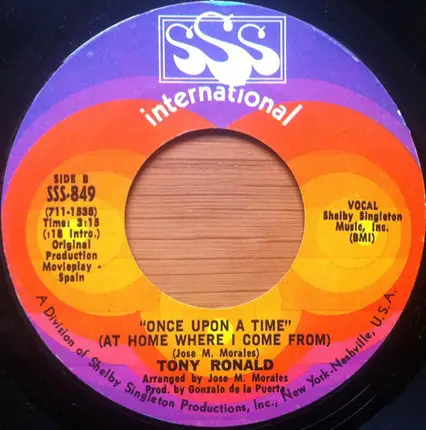 SSS
international
SIDE B
SSS-849
(711-1538)
Time: 3:15
(:18 Intro.)
Original
Production
Movieplay -
Spain
VOCAL
Shelby Singleton
Music, Inc.
(BMI)
"ONCE UPON A TIME"
(AT HOME WHERE I COME FROM)
(Jose M. Morales)
TONY RONALD
Arranged by Jose M. Morales
Prod. by Gonzalo de la Puerta
A Division of Shelby Singleton Productions, Inc., New York-Nashville, U.S.A.